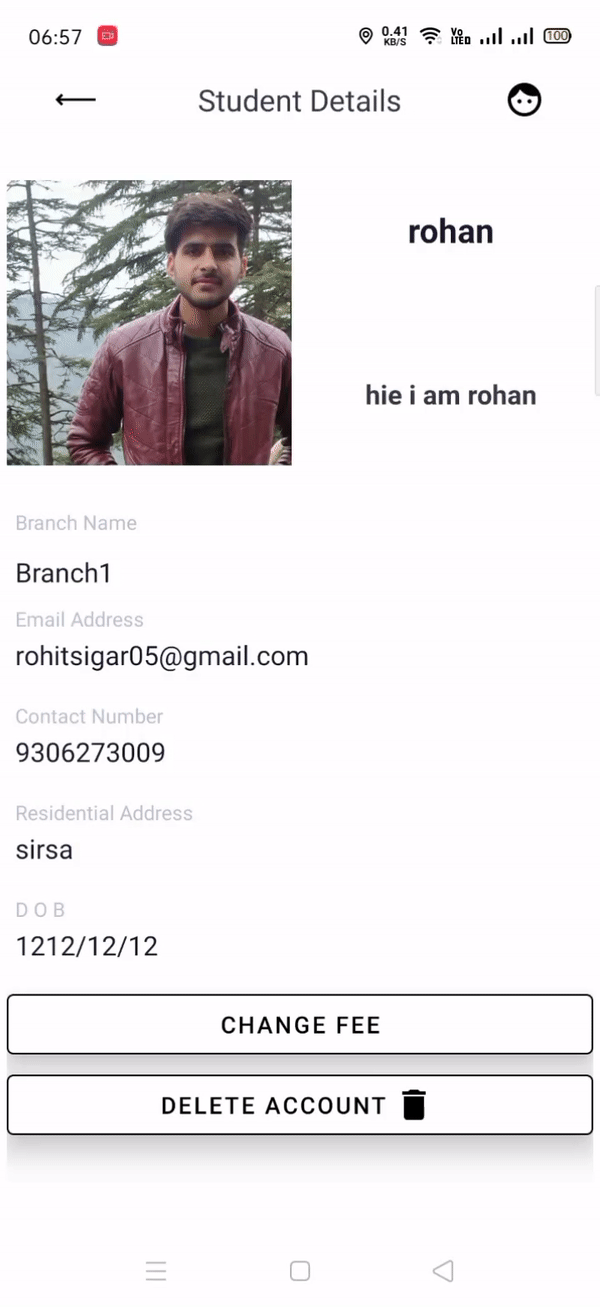 06:57
0.41
KB/S
Vo
LTE
100
Student Details
rohan
hie i am rohan
Branch Name
Branch1
Email Address
rohitsigar05@gmail.com
Contact Number
9306273009
Residential Address
sirsa
D O B
1212/12/12
CHANGE FEE
DELETE ACCOUNT